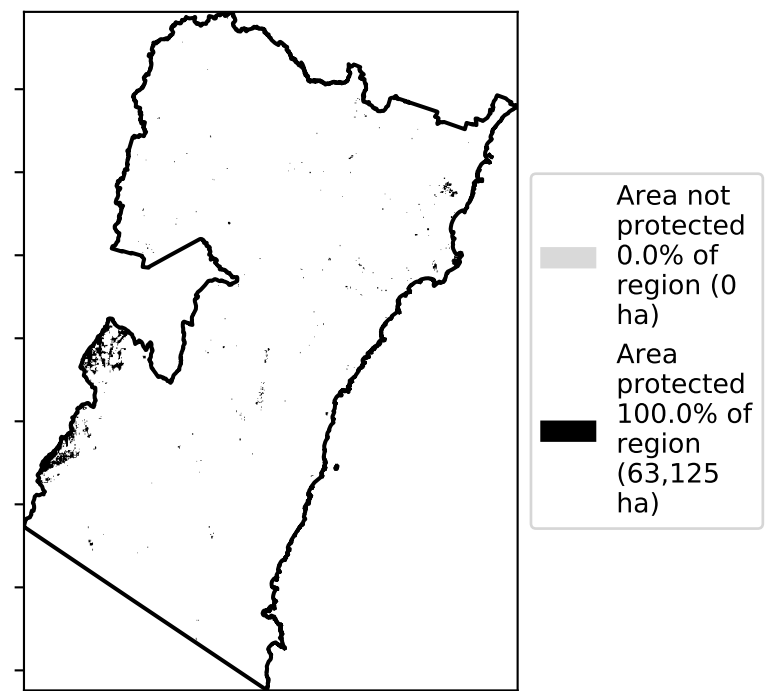 Area not
protected
0.0% of
region (0
ha)
Area
protected
100.0% of
region
(63,125
ha)